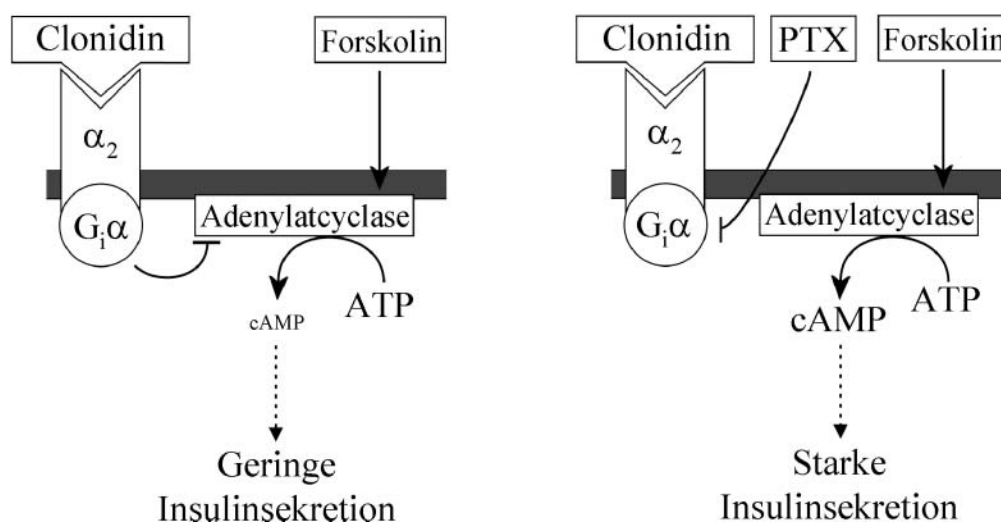 Clonidin
Forskolin
α₂
Gᵢα
Adenylatcyclase
cAMP
ATP
Geringe
Insulinsekretion
Clonidin
PTX
Forskolin
α₂
Gᵢα
Adenylatcyclase
cAMP
ATP
Starke
Insulinsekretion